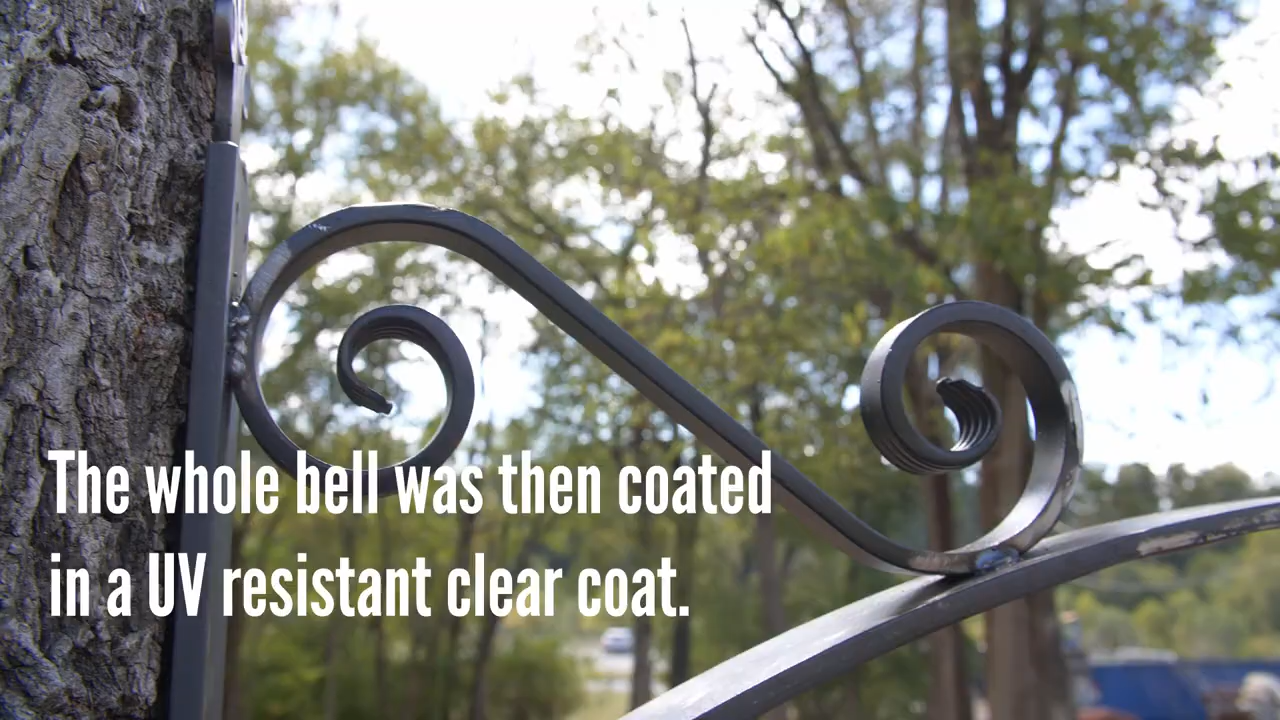 The whole bell was then coated
in a UV resistant clear coat.